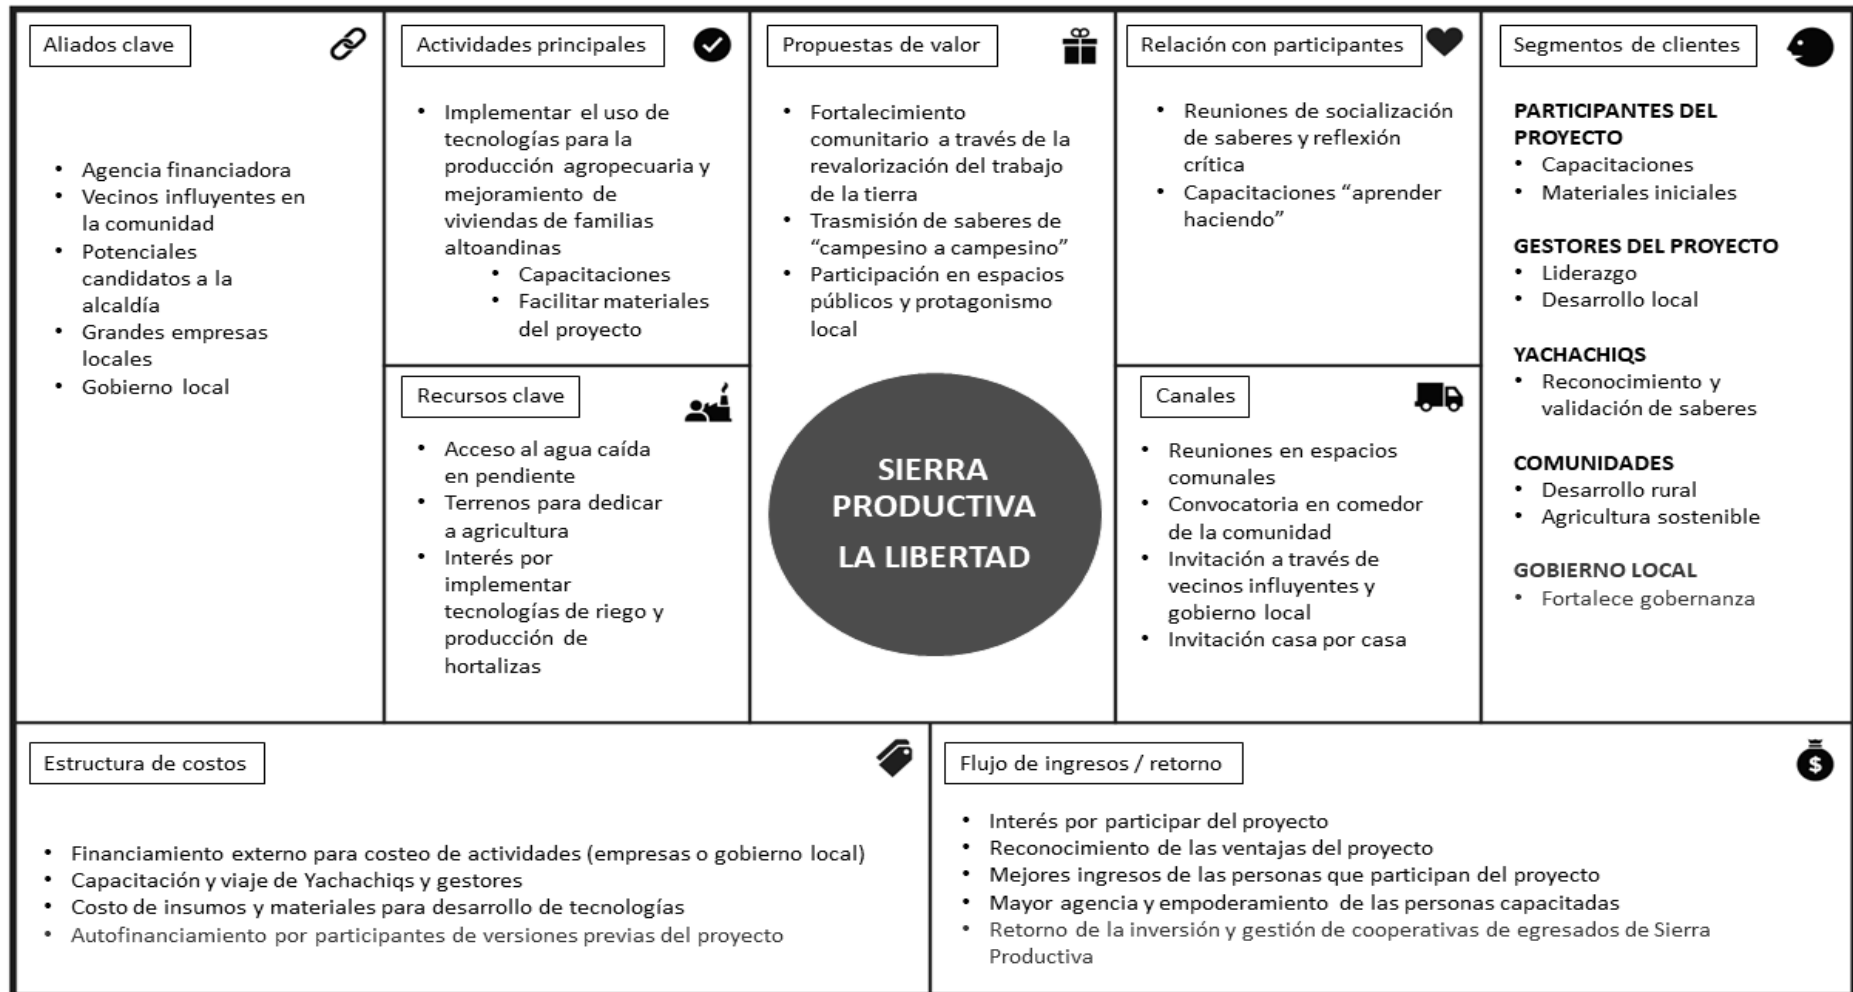 Aliados clave
Agencia financiadora
Vecinos influyentes en
la comunidad
Potenciales
candidatos a la
alcaldía
Grandes empresas
locales
Gobierno local
Actividades principales
Implementar el uso de
tecnologías para la
producción agropecuaria y
mejoramiento de
viviendas de familias
altoandinas
Capacitaciones
Facilitar materiales
del proyecto
Recursos clave
Acceso al agua caída
en pendiente
Terrenos para dedicar
a agricultura
Interés por
implementar
tecnologías de riego y
producción de
hortalizas
Propuestas de valor
Fortalecimiento
comunitario a través de la
revalorización del trabajo
de la tierra
Trasmisión de saberes de
“campesino a campesino”
Participación en espacios
públicos y protagonismo
local
SIERRA
PRODUCTIVA
LA LIBERTAD
Relación con participantes
Reuniones de socialización
de saberes y reflexión
crítica
Capacitaciones “aprender
haciendo”
Canales
Reuniones en espacios
comunales
Convocatoria en comedor
de la comunidad
Invitación a través de
vecinos influyentes y
gobierno local
Invitación casa por casa
Segmentos de clientes
PARTICIPANTES DEL
PROYECTO
Capacitaciones
Materiales iniciales
GESTORES DEL PROYECTO
Liderazgo
Desarrollo local
YACHACHIQS
Reconocimiento y
validación de saberes
COMUNIDADES
Desarrollo rural
Agricultura sostenible
GOBIERNO LOCAL
Fortalece gobernanza
Estructura de costos
Financiamiento externo para costeo de actividades (empresas o gobierno local)
Capacitación y viaje de Yachachiqs y gestores
Costo de insumos y materiales para desarrollo de tecnologías
Autofinanciamiento por participantes de versiones previas del proyecto
Flujo de ingresos / retorno
$
Interés por participar del proyecto
Reconocimiento de las ventajas del proyecto
Mejores ingresos de las personas que participan del proyecto
Mayor agencia y empoderamiento de las personas capacitadas
Retorno de la inversión y gestión de cooperativas de egresados de Sierra
Productiva